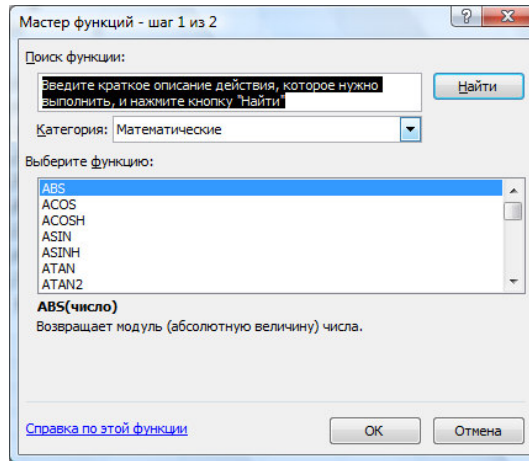 Мастер функций - шаг 1 из 2
Поиск функции:
Введите краткое описание действия, которое нужно
выполнить, и нажмите кнопку "Найти"
Найти
Категория: Математические
Выберите функцию:
ABS
ACOS
ACOSH
ASIN
ASINH
ATAN
ATAN2
ABS(число)
Возвращает модуль (абсолютную величину) числа.
Справка по этой функции
ОК
Отмена